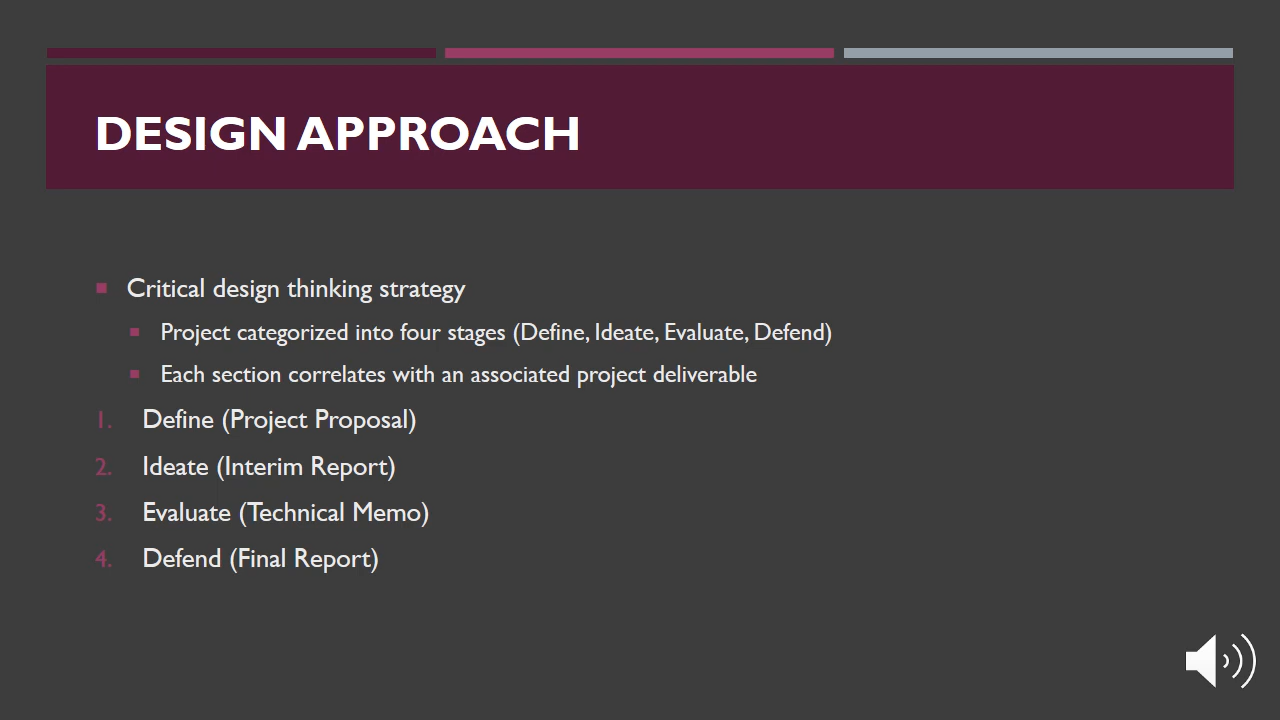 DESIGN APPROACH
Critical design thinking strategy
Project categorized into four stages (Define, Ideate, Evaluate, Defend)
Each section correlates with an associated project deliverable
1. Define (Project Proposal)
2. Ideate (Interim Report)
3. Evaluate (Technical Memo)
4. Defend (Final Report)